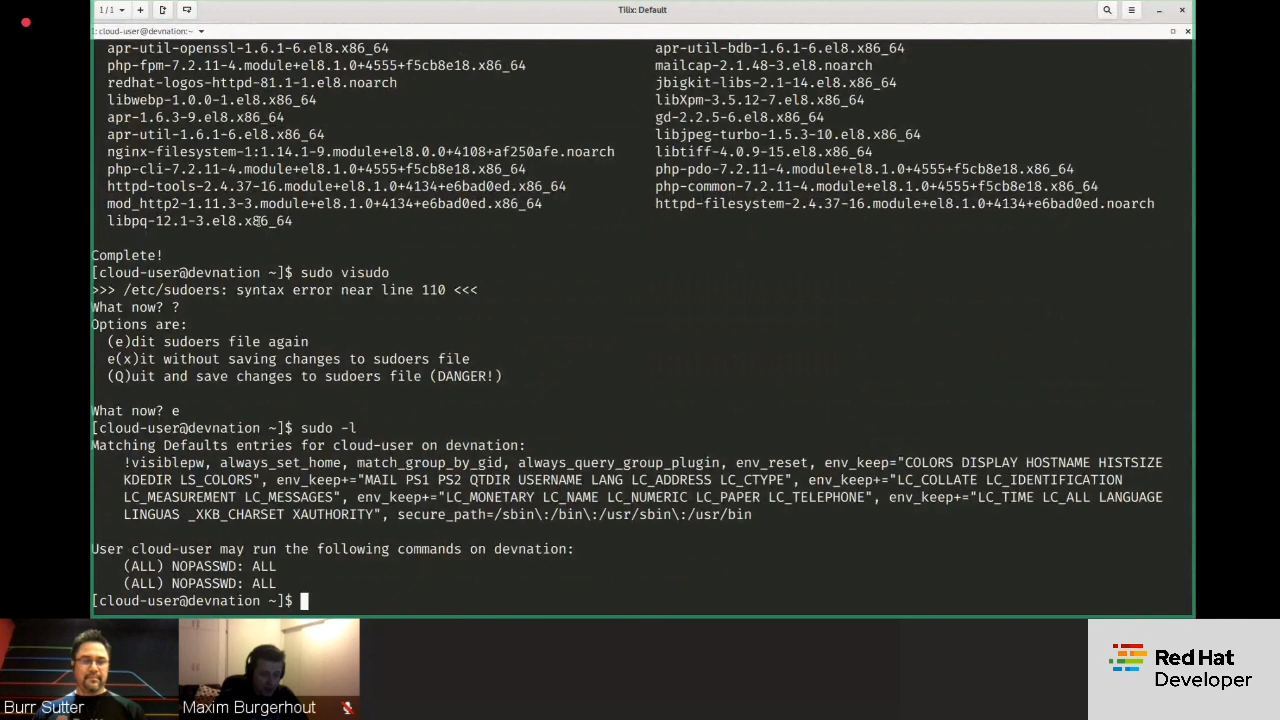 1/1
Tilix: Default
: cloud-user@devnation:~
apr-util-openssl-1.6.1-6.el8.x86_64 apr-util-bdb-1.6.1-6.el8.x86_64
php-fpm-7.2.11-4.module+el8.1.0+4555+f5cb8e18.x86_64 mailcap-2.1.48-3.el8.noarch
redhat-logos-httpd-81.1-1.el8.noarch jbigkit-libs-2.1-14.el8.x86_64
libwebp-1.0.0-1.el8.x86_64 libXpm-3.5.12-7.el8.x86_64
apr-1.6.3-9.el8.x86_64 gd-2.2.5-6.el8.x86_64
apr-util-1.6.1-6.el8.x86_64 libjpeg-turbo-1.5.3-10.el8.x86_64
nginx-filesystem-1:1.14.1-9.module+el8.0.0+4108+af250afe.noarch libtiff-4.0.9-15.el8.x86_64
php-cli-7.2.11-4.module+el8.1.0+4555+f5cb8e18.x86_64 php-pdo-7.2.11-4.module+el8.1.0+4555+f5cb8e18.x86_64
httpd-tools-2.4.37-16.module+el8.1.0+4134+e6bad0ed.x86_64 php-common-7.2.11-4.module+el8.1.0+4555+f5cb8e18.x86_64
mod_http2-1.11.3-3.module+el8.1.0+4134+e6bad0ed.x86_64 httpd-filesystem-2.4.37-16.module+el8.1.0+4134+e6bad0ed.noarch
libpq-12.1-3.el8.x86_64
Complete!
[cloud-user@devnation ~]$ sudo visudo
>>> /etc/sudoers: syntax error near line 110 <<<
What now? ?
Options are:
(e)dit sudoers file again
e(x)it without saving changes to sudoers file
(Q)uit and save changes to sudoers file (DANGER!)
What now? e
[cloud-user@devnation ~]$ sudo -l
Matching Defaults entries for cloud-user on devnation:
!visiblepw, always_set_home, match_group_by_gid, always_query_group_plugin, env_reset, env_keep="COLORS DISPLAY HOSTNAME HISTSIZE
KDEDIR LS_COLORS", env_keep+="MAIL PS1 PS2 QTDIR USERNAME LANG LC_ADDRESS LC_CTYPE", env_keep+="LC_COLLATE LC_IDENTIFICATION
LC_MEASUREMENT LC_MESSAGES", env_keep+="LC_MONETARY LC_NAME LC_NUMERIC LC_PAPER LC_TELEPHONE", env_keep+="LC_TIME LC_ALL LANGUAGE
LINGUAS _XKB_CHARSET XAUTHORITY", secure_path=/sbin\:/bin\:/usr/sbin\:/usr/bin
User cloud-user may run the following commands on devnation:
(ALL) NOPASSWD: ALL
(ALL) NOPASSWD: ALL
[cloud-user@devnation ~]$
Burr Sutter
Maxim Burgerhout
Red Hat
Developer